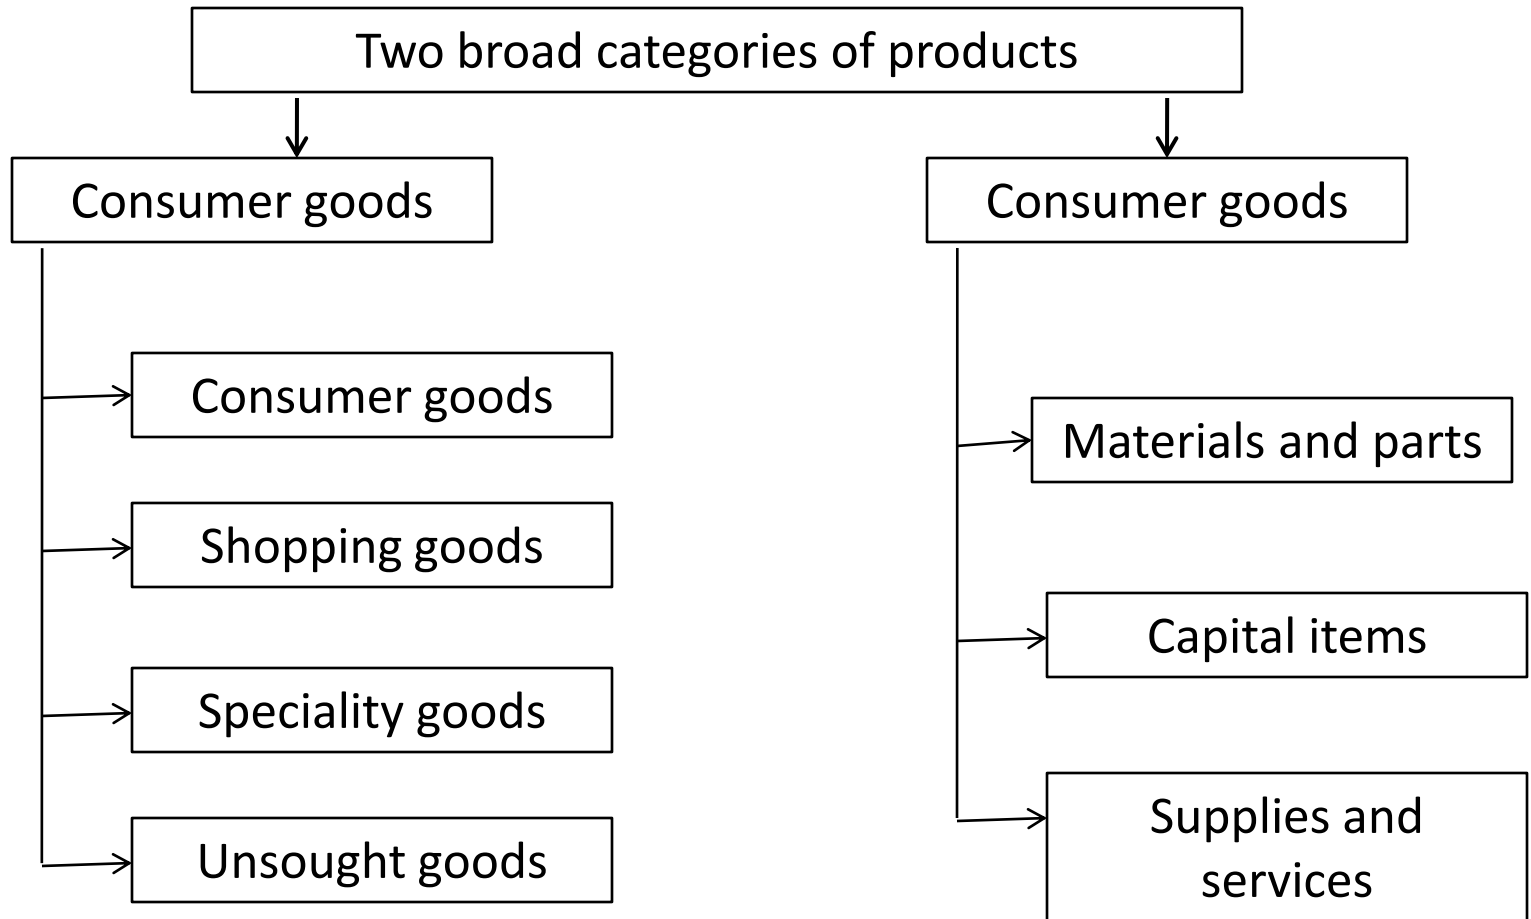 Two broad categories of products
Consumer goods
Consumer goods
Consumer goods
Shopping goods
Speciality goods
Unsought goods
Materials and parts
Capital items
Supplies and
services